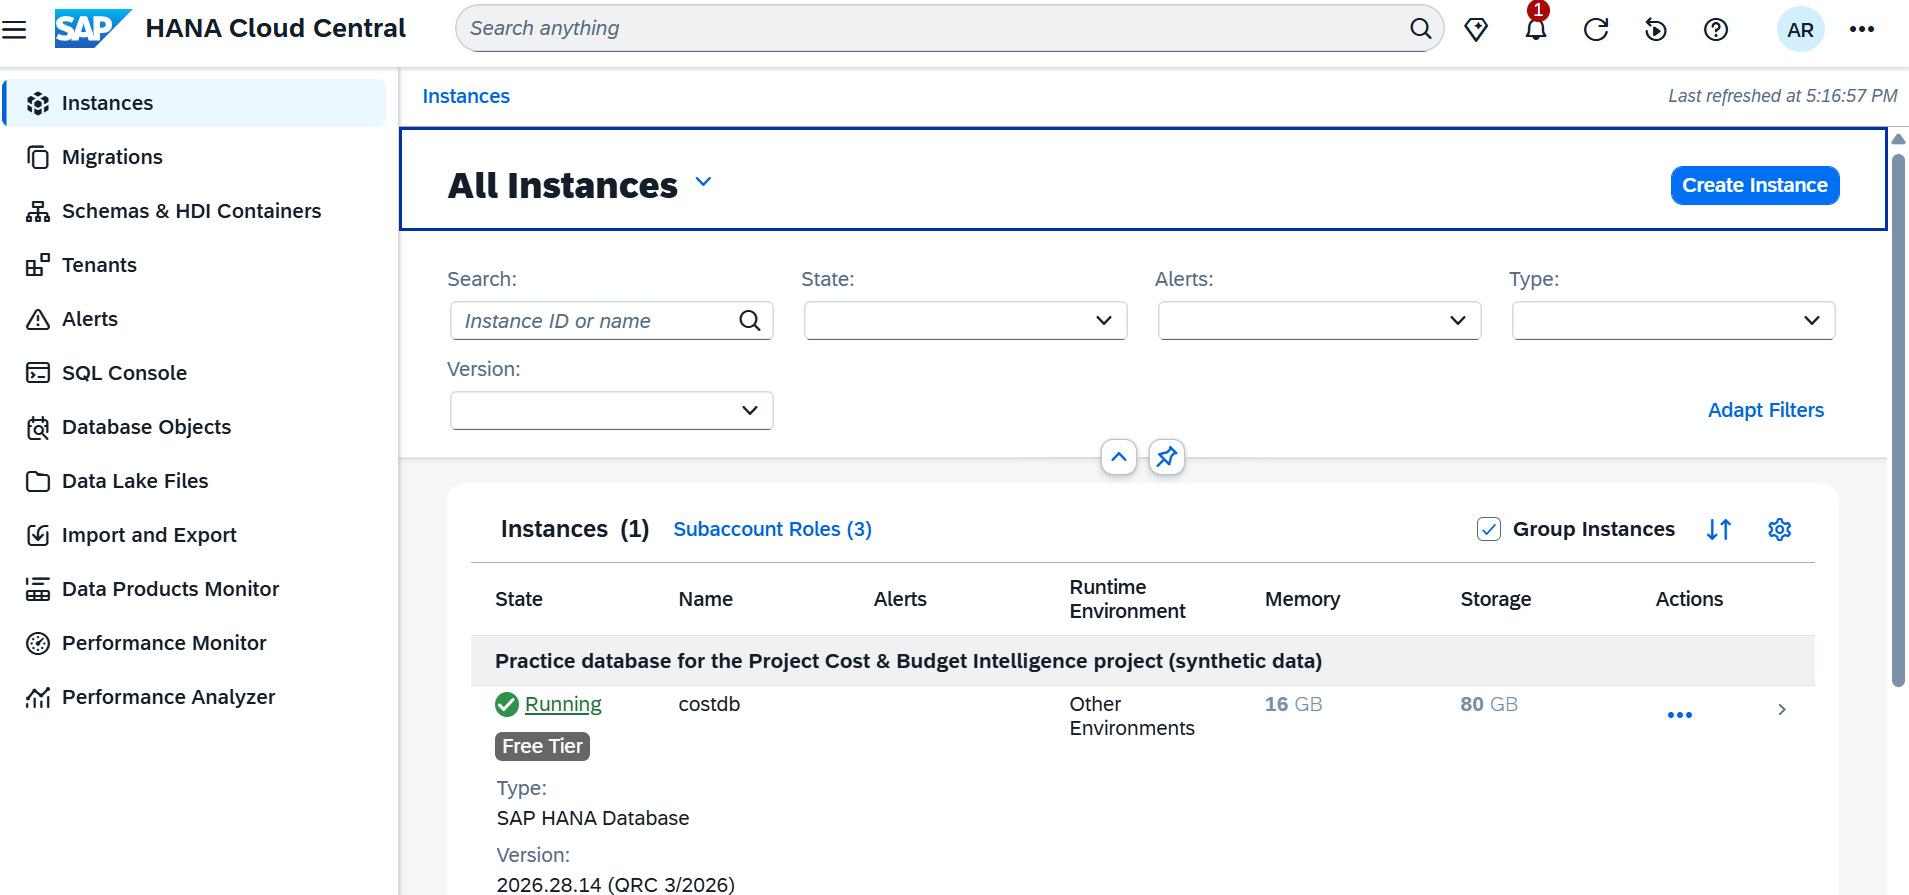 SAP HANA Cloud Central
Search anything
1
AR
Instances
Migrations
Schemas & HDI Containers
Tenants
Alerts
SQL Console
Database Objects
Data Lake Files
Import and Export
Data Products Monitor
Performance Monitor
Performance Analyzer
Instances
Last refreshed at 5:16:57 PM
All Instances
Create Instance
Search:
State:
Alerts:
Type:
Instance ID or name
Version:
Adapt Filters
Instances (1)
Subaccount Roles (3)
Group Instances
State
Name
Alerts
Runtime
Environment
Memory
Storage
Actions
Practice database for the Project Cost & Budget Intelligence project (synthetic data)
Running
costdb
Other
Environments
16 GB
80 GB
Free Tier
Type:
SAP HANA Database
Version:
2026.28.14 (QRC 3/2026)